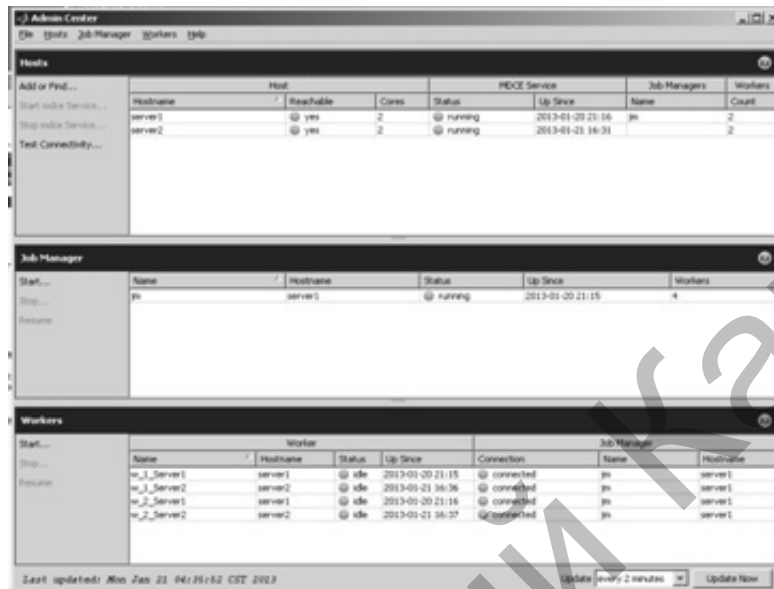 Admin Center
File Hosts Job Manager Workers Help
Hosts
Add or Find...
Start mdce Service...
Stop mdce Service...
Test Connectivity...
Host MDCE Service Job Managers Workers
Hostname / Reachable Cores Status Up Since Name Count
server1 yes 2 running 2013-01-20 21:16 jm 2
server2 yes 2 running 2013-01-21 16:31 2
Job Manager
Start...
Stop...
Resume
Name / Hostname Status Up Since Workers
jm server1 running 2013-01-20 21:15 4
Workers
Start...
Stop...
Resume
Worker Job Manager
Name / Hostname Status Up Since Connection Name Hostname
w_1_Server1 server1 idle 2013-01-20 21:15 connected jm server1
w_1_Server2 server2 idle 2013-01-21 16:36 connected jm server1
w_2_Server1 server1 idle 2013-01-20 21:16 connected jm server1
w_2_Server2 server2 idle 2013-01-21 16:37 connected jm server1
Last updated: Mon Jan 21 04:35:52 CST 2013
Update every 2 minutes Update Now
ий Ка